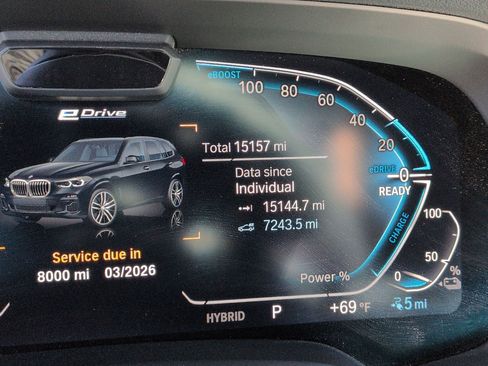 eBOOST
100
80
60
40
20
eDRIVE
0
READY
CHARGE
eDrive
Total 15157 mi
Data since
Individual
15144.7 mi
7243.5 mi
Service due in
8000 mi 03/2026
Power %
100
50
0
%
HYBRID
P
+69 °F
5 mi